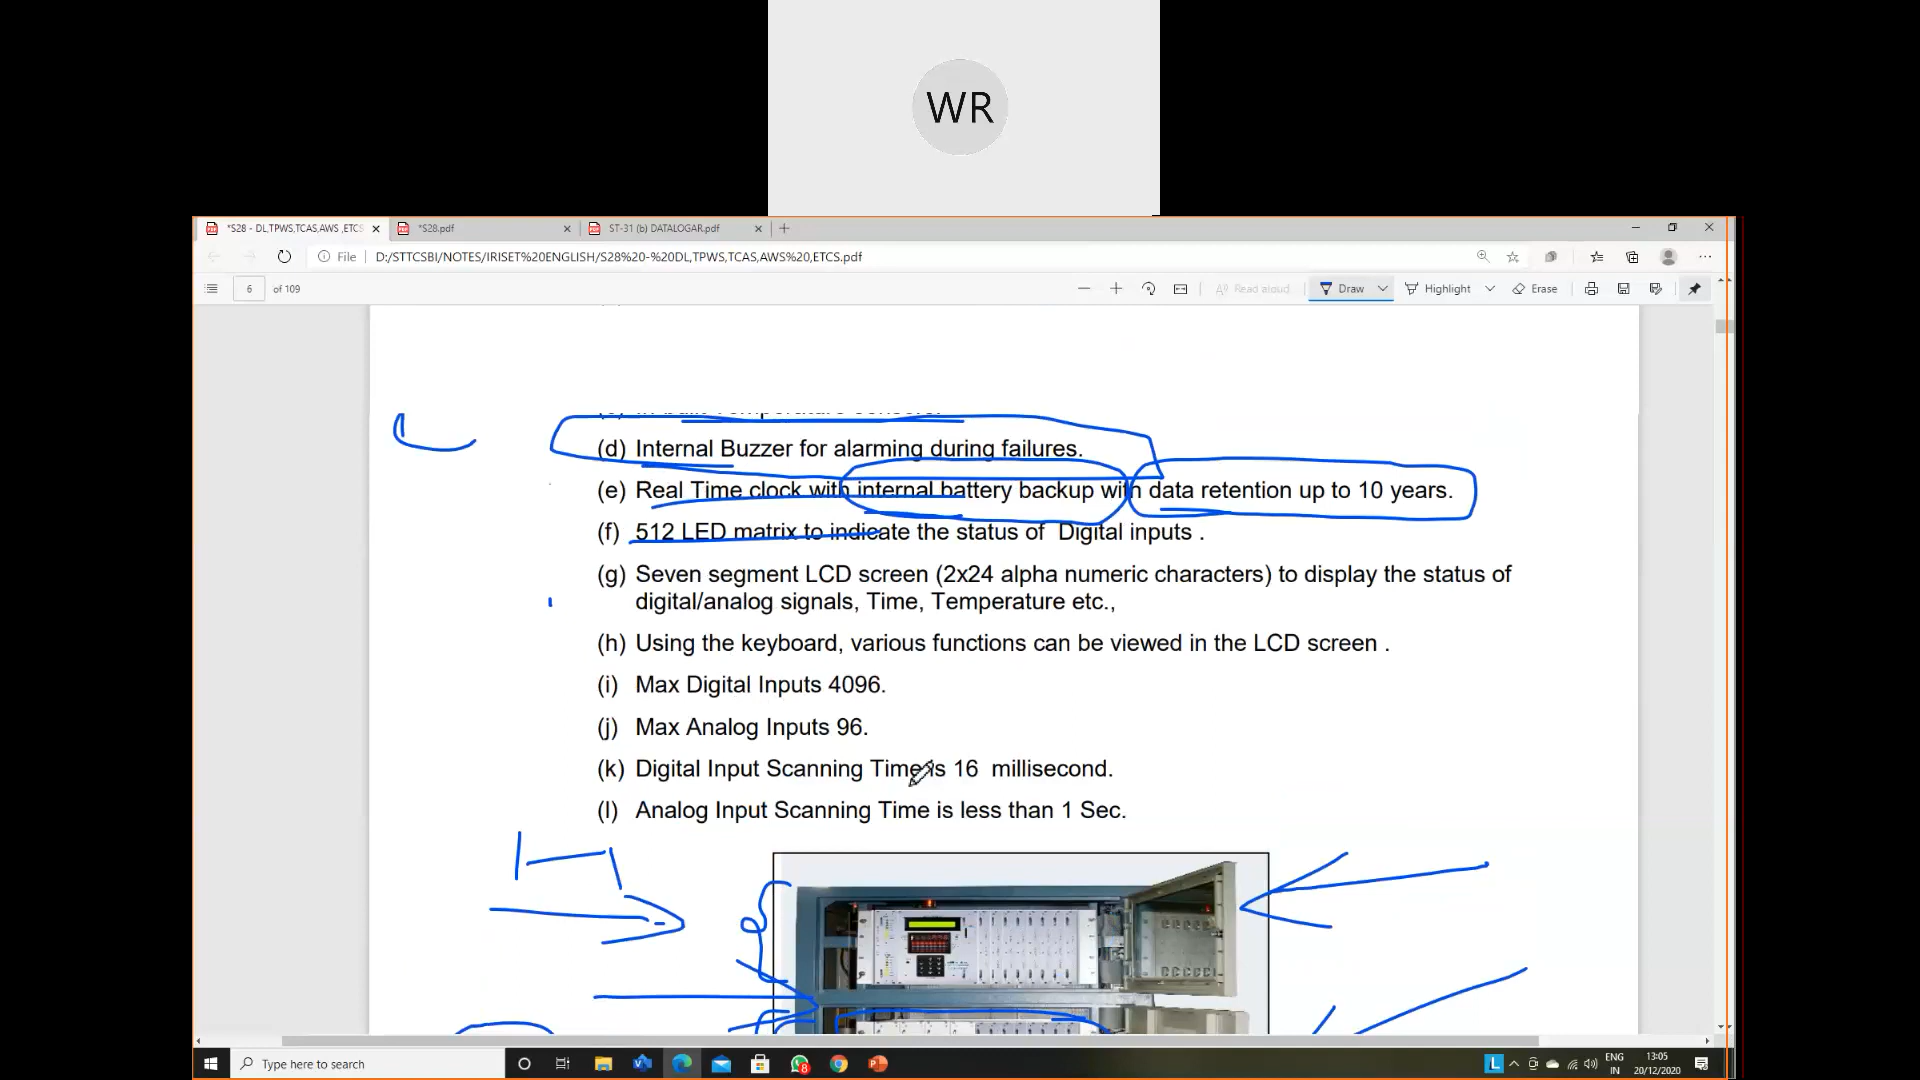 WR
*S28 - DL,TPWS,TCAS,AWS ,ETCS
*S28.pdf
ST-31 (b) DATALOGAR.pdf
File D:/STTCSBI/NOTES/IRISET%20ENGLISH/S28%20-%20DL,TPWS,TCAS,AWS%20,ETCS.pdf
6 of 109
Read aloud Draw Highlight Erase
(d) Internal Buzzer for alarming during failures.
(e) Real Time clock with internal battery backup with data retention up to 10 years.
(f) 512 LED matrix to indicate the status of Digital inputs .
(g) Seven segment LCD screen (2x24 alpha numeric characters) to display the status of
digital/analog signals, Time, Temperature etc.,
(h) Using the keyboard, various functions can be viewed in the LCD screen .
(i) Max Digital Inputs 4096.
(j) Max Analog Inputs 96.
(k) Digital Input Scanning Time is 16 millisecond.
(l) Analog Input Scanning Time is less than 1 Sec.
Type here to search
8
L
ENG
IN
13:05
20/12/2020